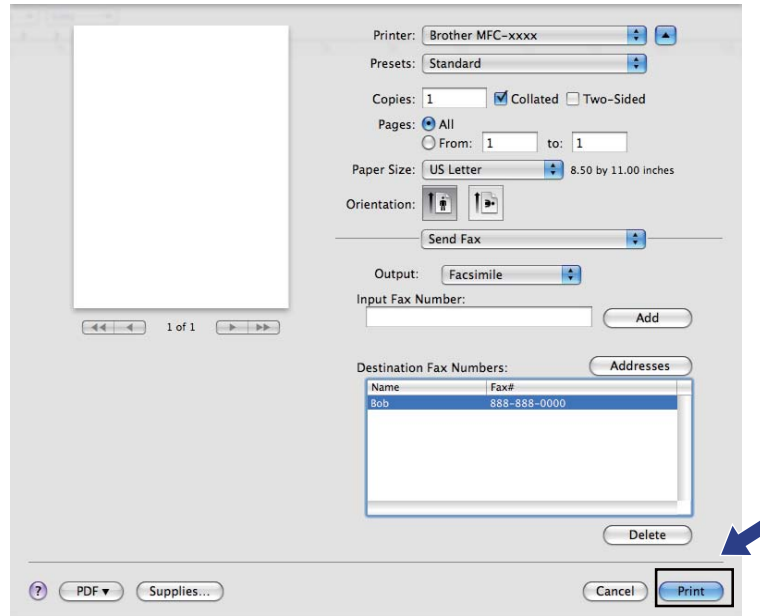 Printer: Brother MFC-xxxx
Presets: Standard
Copies: 1 Collated Two-Sided
Pages: All
From: 1 to: 1
Paper Size: US Letter 8.50 by 11.00 inches
Orientation:
Send Fax
Output: Facsimile
Input Fax Number:
Add
1 of 1
Destination Fax Numbers: Addresses
Name Fax#
Bob 888-888-0000
Delete
? PDF Supplies... Cancel Print